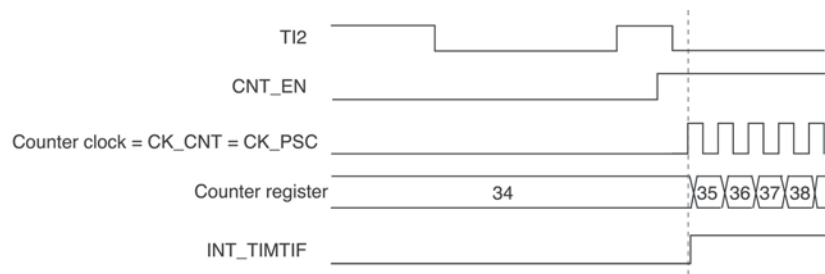 TI2
CNT_EN
Counter clock = CK_CNT = CK_PSC
Counter register 34 35 36 37 38
INT_TIMTIF